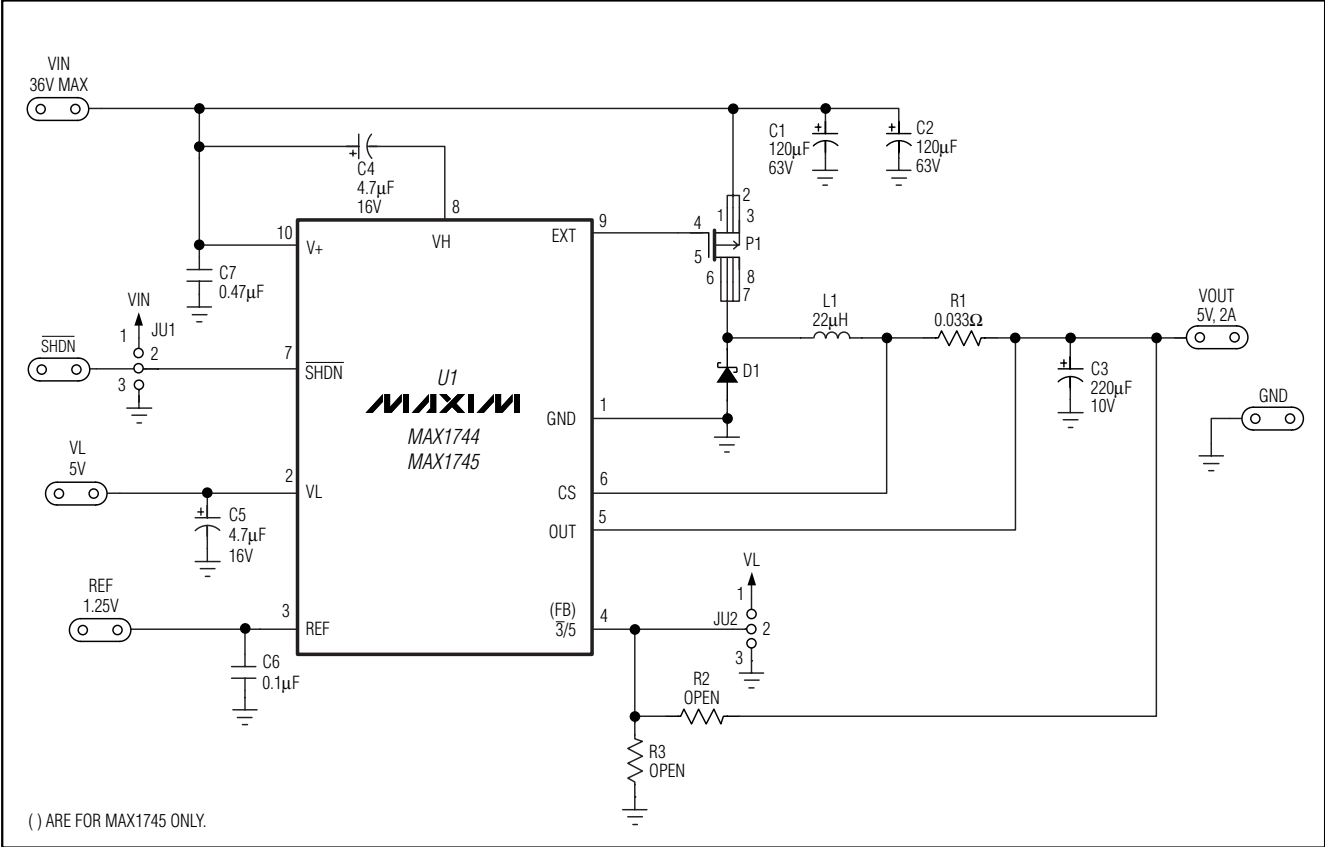 VIN
36V MAX
C4
4.7µF
16V
C1
120µF
63V
C2
120µF
63V
+
+
+
8
VH
10
V+
9
EXT
4
5
1
2
3
P1
6
8
7
C7
0.47µF
VIN
1
JU1
2
3
SHDN
7
SHDN
U1
MAXIM
MAX1744
MAX1745
L1
22µH
R1
0.033Ω
VOUT
5V, 2A
D1
+
C3
220µF
10V
GND
1
GND
VL
5V
2
VL
+
C5
4.7µF
16V
6
CS
5
OUT
VL
1
JU2
2
3
REF
1.25V
3
REF
C6
0.1µF
(FB)
3/5
4
R2
OPEN
R3
OPEN
( ) ARE FOR MAX1745 ONLY.